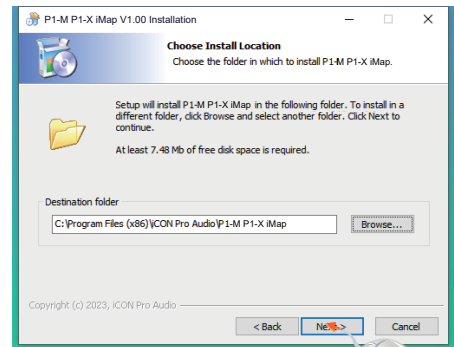 P1-M P1-X iMap V1.00 Installation
Choose Install Location
Choose the folder in which to install P1-M P1-X iMap.
Setup will install P1-M P1-X iMap in the following folder. To install in a
different folder, click Browse and select another folder. Click Next to
continue.
At least 7.48 Mb of free disk space is required.
Destination folder
C:\Program Files (x86)\iCON Pro Audio\P1-M P1-X iMap
Browse...
Copyright (c) 2023, iCON Pro Audio
< Back
Next >
Cancel